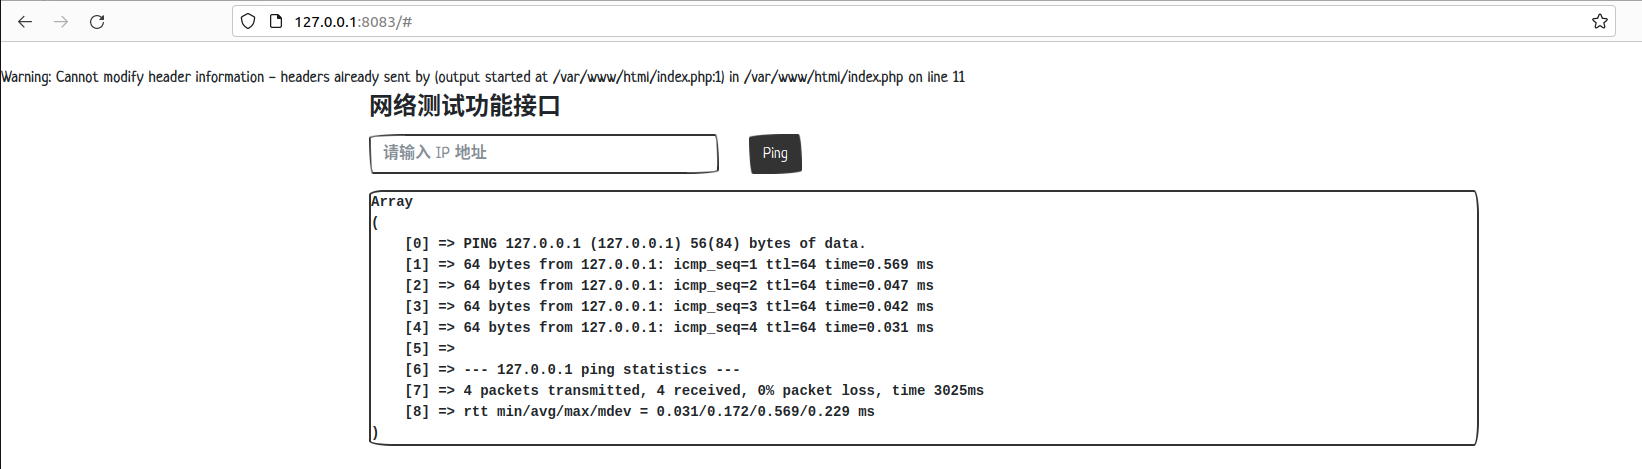 127.0.0.1:8083/#
Warning: Cannot modify header information - headers already sent by (output started at /var/www/html/index.php:1) in /var/www/html/index.php on line 11
网络测试功能接口
请输入 IP 地址
Ping
Array
(
    [0] => PING 127.0.0.1 (127.0.0.1) 56(84) bytes of data.
    [1] => 64 bytes from 127.0.0.1: icmp_seq=1 ttl=64 time=0.569 ms
    [2] => 64 bytes from 127.0.0.1: icmp_seq=2 ttl=64 time=0.047 ms
    [3] => 64 bytes from 127.0.0.1: icmp_seq=3 ttl=64 time=0.042 ms
    [4] => 64 bytes from 127.0.0.1: icmp_seq=4 ttl=64 time=0.031 ms
    [5] =>
    [6] => --- 127.0.0.1 ping statistics ---
    [7] => 4 packets transmitted, 4 received, 0% packet loss, time 3025ms
    [8] => rtt min/avg/max/mdev = 0.031/0.172/0.569/0.229 ms
)